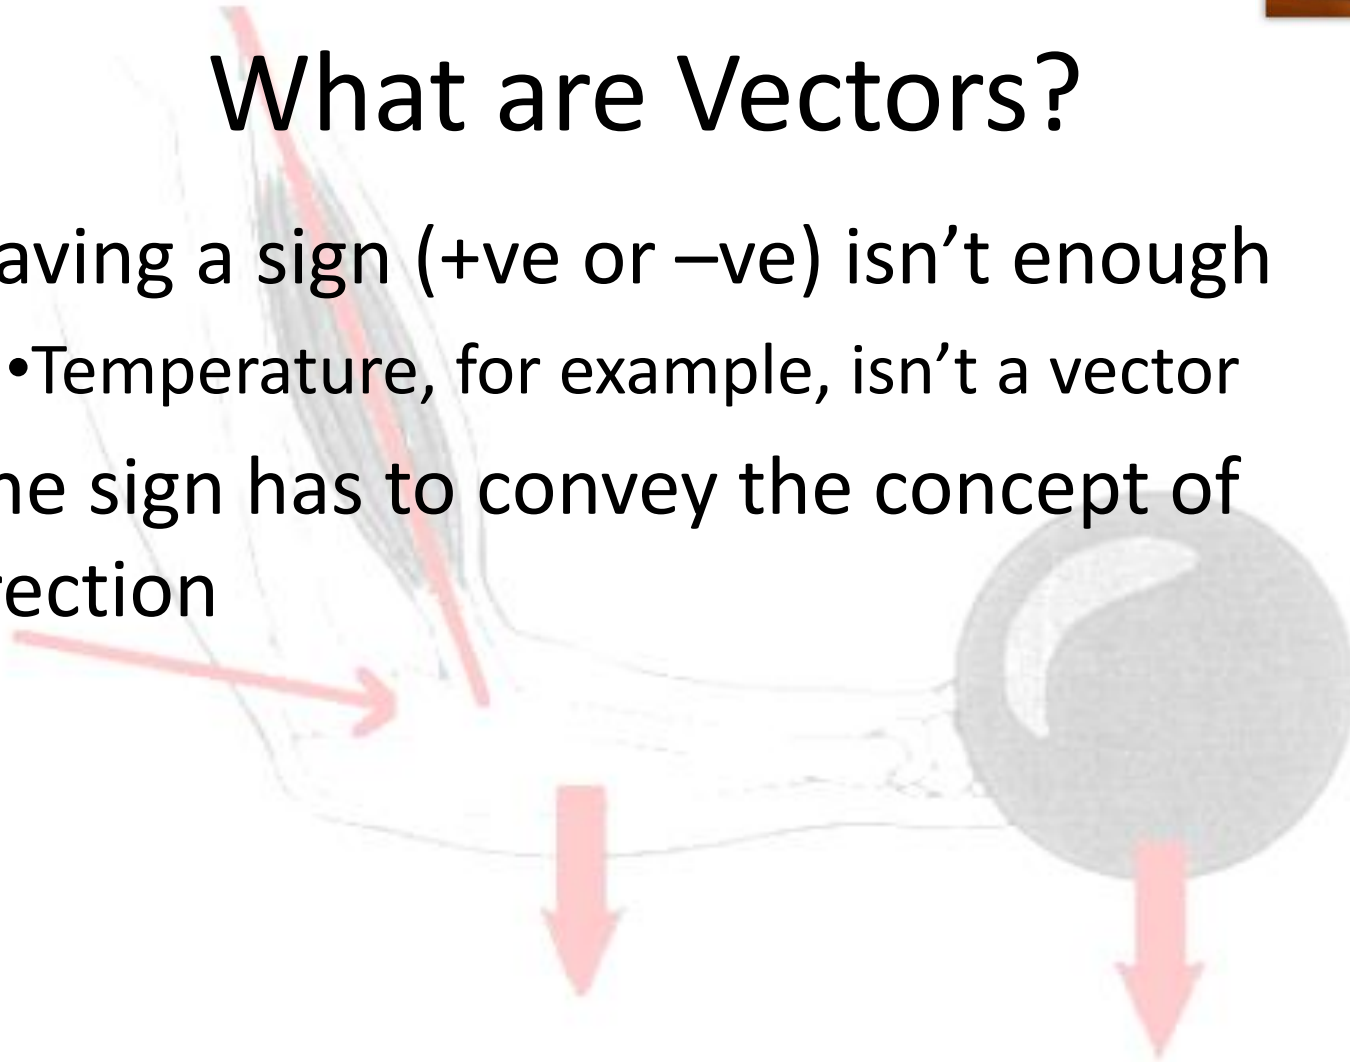 What are Vectors?
aving a sign (+ve or –ve) isn’t enough
•Temperature, for example, isn’t a vector
he sign has to convey the concept of
rection